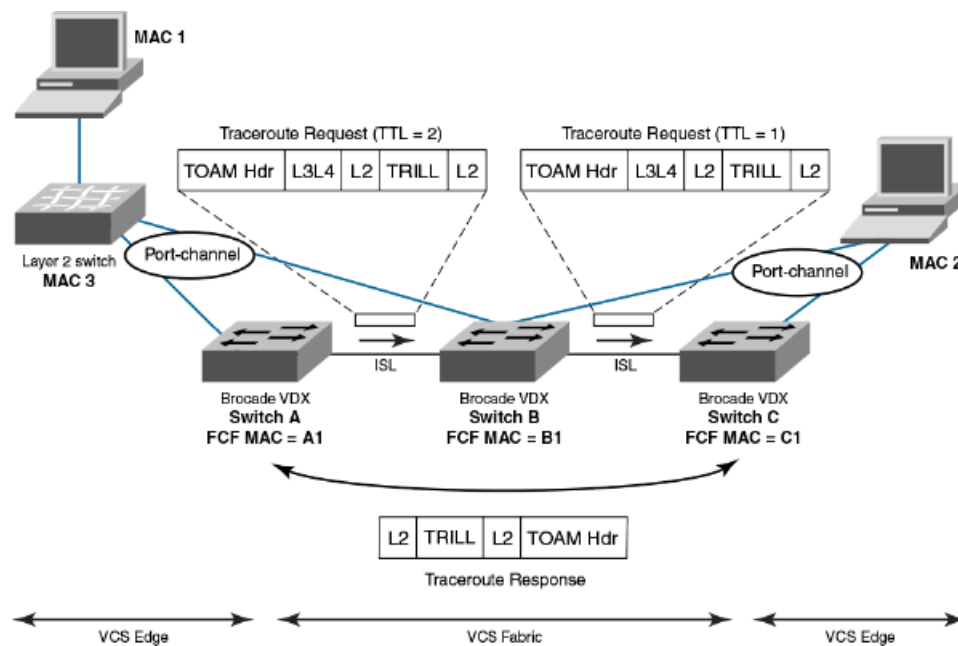 MAC 1
Traceroute Request (TTL = 2)
TOAM Hdr L3L4 L2 TRILL L2
Traceroute Request (TTL = 1)
TOAM Hdr L3L4 L2 TRILL L2
Layer 2 switch
MAC 3
Port-channel
Port-channel
MAC 2
ISL
ISL
Brocade VDX
Switch A
FCF MAC = A1
Brocade VDX
Switch B
FCF MAC = B1
Brocade VDX
Switch C
FCF MAC = C1
L2 TRILL L2 TOAM Hdr
Traceroute Response
VCS Edge
VCS Fabric
VCS Edge